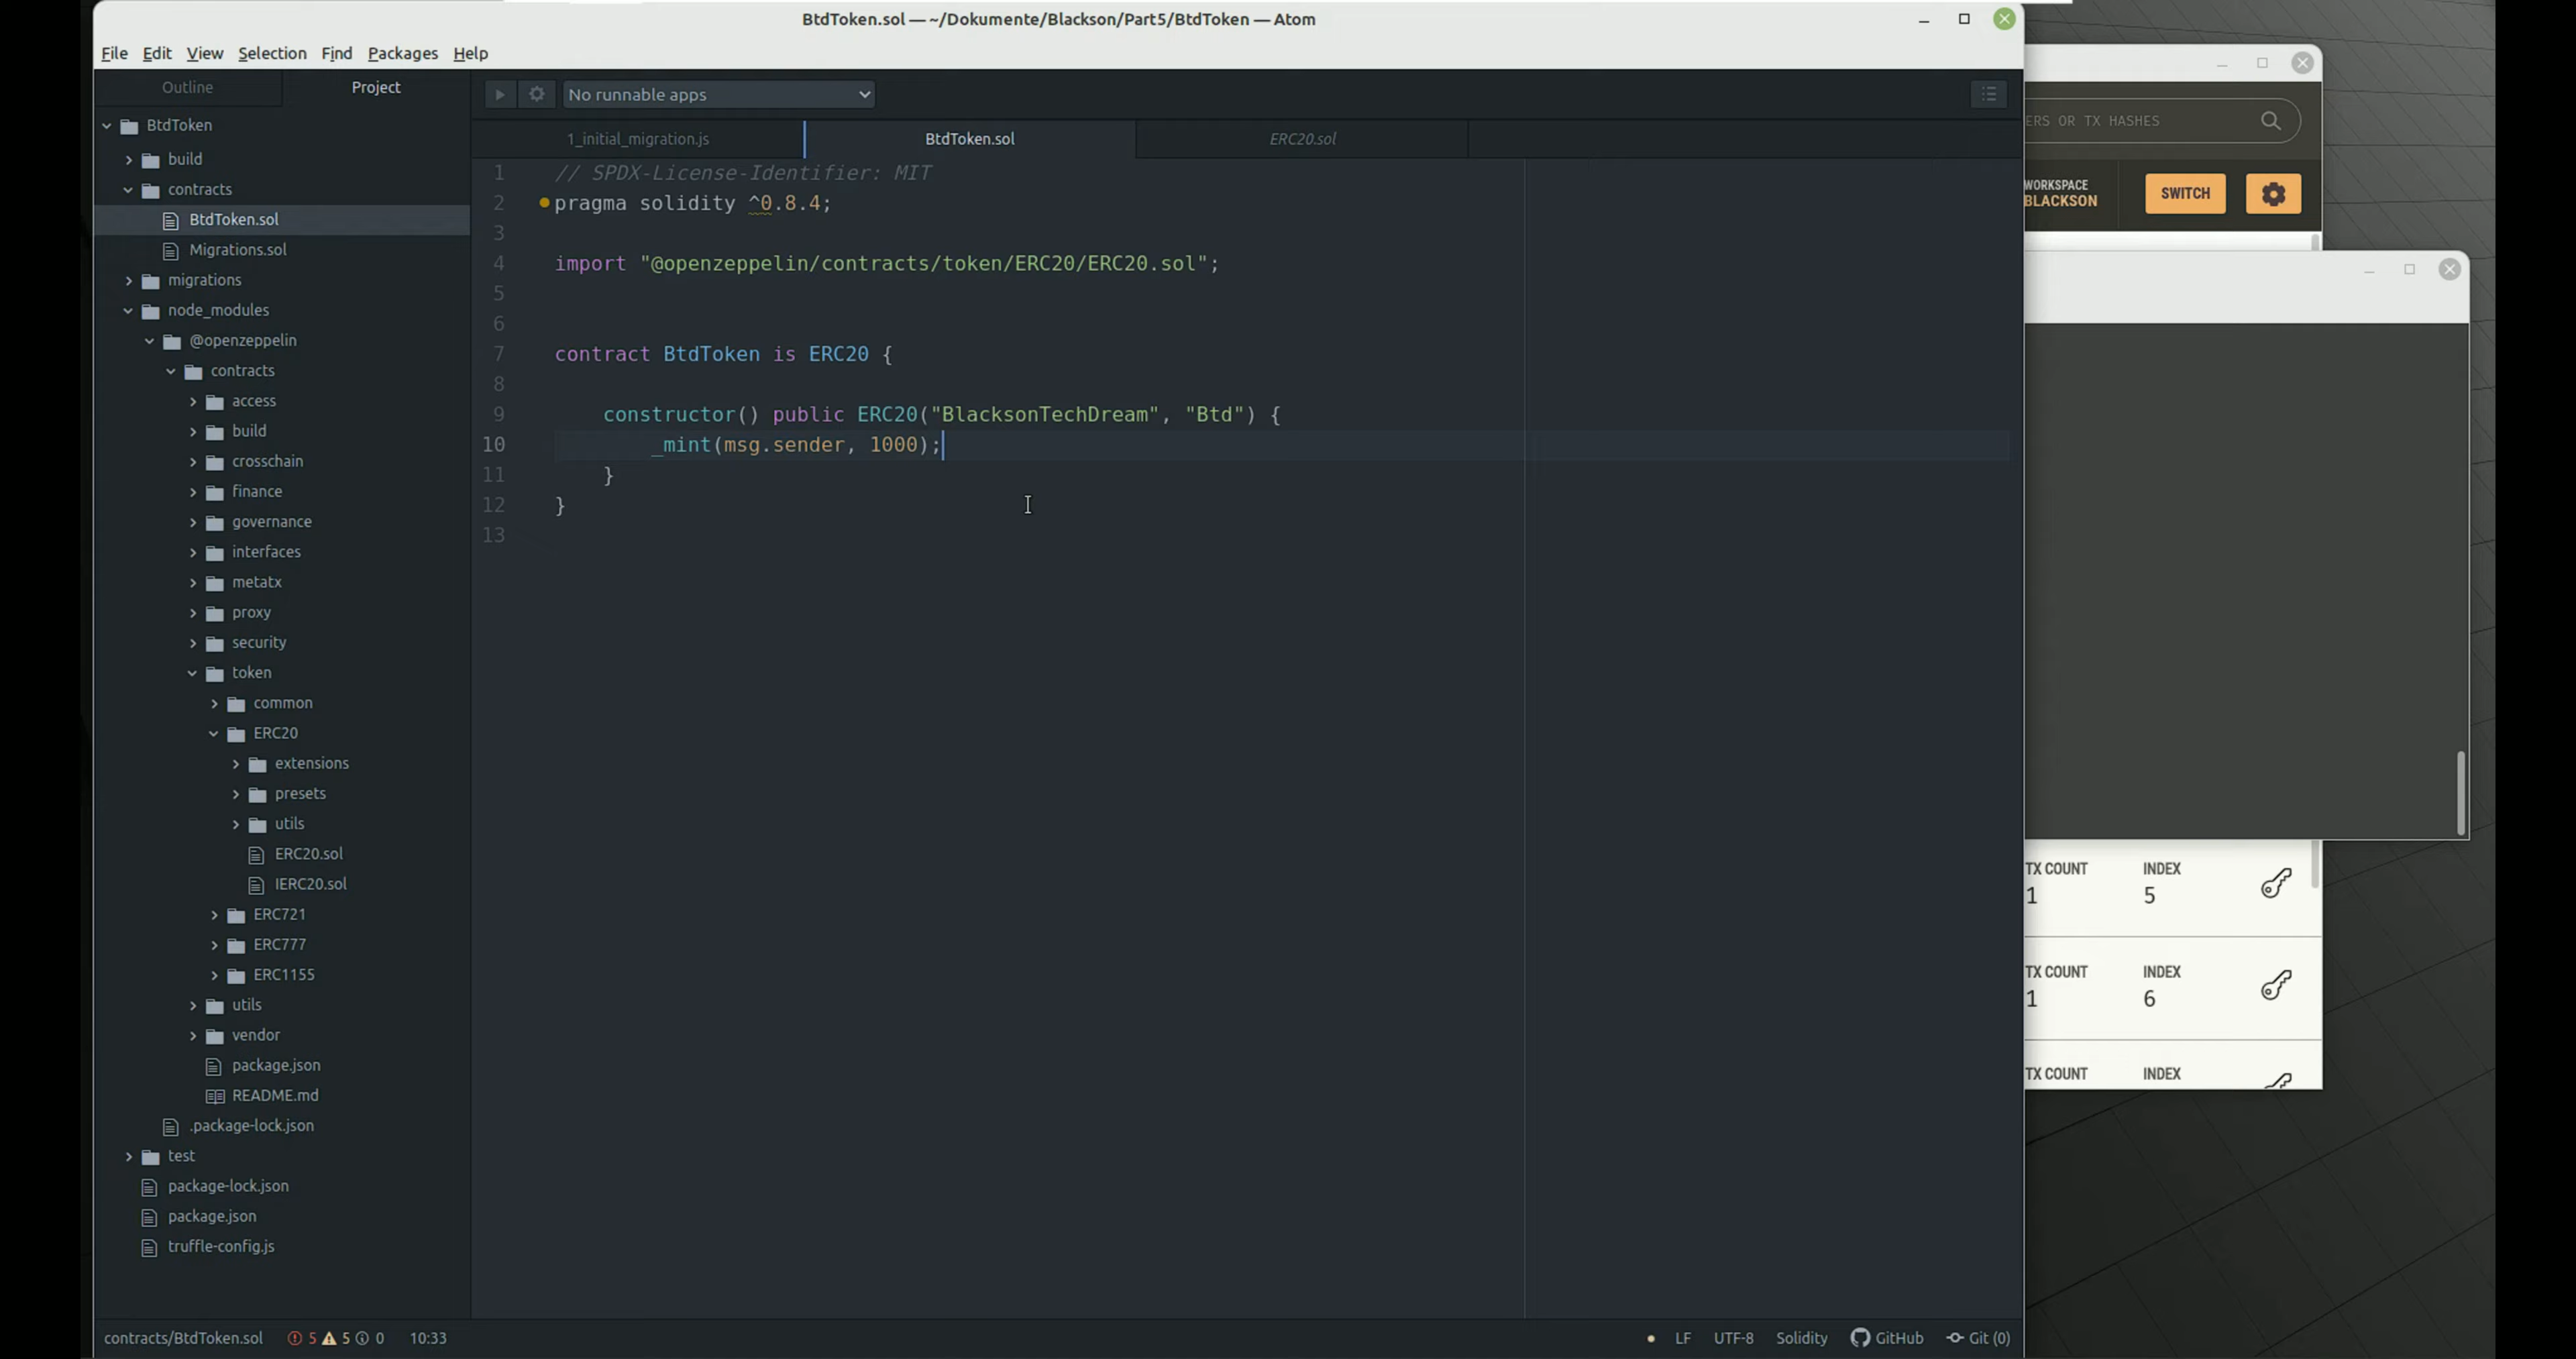 BtdToken.sol — ~/Dokumente/Blackson/Part5/BtdToken — Atom
File Edit View Selection Find Packages Help
Outline Project
No runnable apps
BtdToken
build
contracts
BtdToken.sol
Migrations.sol
migrations
node_modules
@openzeppelin
contracts
access
build
crosschain
finance
governance
interfaces
metatx
proxy
security
token
common
ERC20
extensions
presets
utils
ERC20.sol
IERC20.sol
ERC721
ERC777
ERC1155
utils
vendor
package.json
README.md
.package-lock.json
test
package-lock.json
package.json
truffle-config.js
1_initial_migration.js BtdToken.sol ERC20.sol
1 // SPDX-License-Identifier: MIT
2 pragma solidity ^0.8.4;
3
4 import "@openzeppelin/contracts/token/ERC20/ERC20.sol";
5
6
7 contract BtdToken is ERC20 {
8
9 constructor() public ERC20("BlacksonTechDream", "Btd") {
10 _mint(msg.sender, 1000);
11 }
12 }
13
contracts/BtdToken.sol 5 5 0 10:33 LF UTF-8 Solidity GitHub Git (0)
ERS OR TX HASHES
WORKSPACE
BLACKSON
SWITCH
TX COUNT INDEX
1 5
TX COUNT INDEX
1 6
TX COUNT INDEX